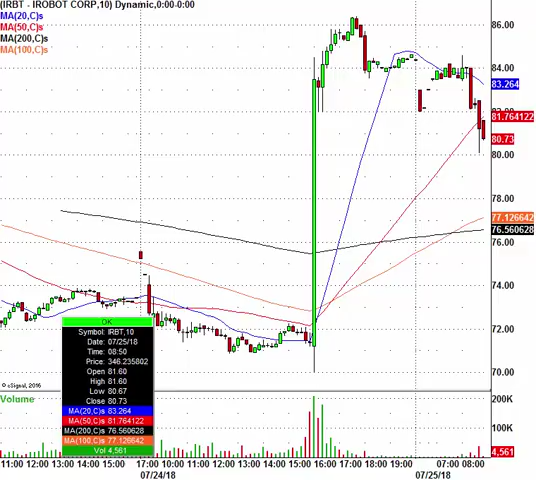 (IRBT - IROBOT CORP,10) Dynamic,0:00-0:00
MA(20,C)s
MA(50,C)s
MA(200,C)s
MA(100,C)s
86.00
84.00
83.264
82.00
81.764122
80.73
80.00
78.00
77.126642
76.560628
76.00
74.00
72.00
70.00
OK
Symbol: IRBT,10
Date: 07/25/18
Time: 08:50
Price: 346.235802
Open 81.60
High 81.60
Low 80.67
Close 80.73
MA(20,C)s 83.264
MA(50,C)s 81.764122
MA(200,C)s 76.560628
MA(100,C)s 77.126642
Vol 4,561
© eSignal, 2016
Volume
200K
100K
4,561
11:00 12:00 13:00 14:00 15:00 17:00 09:00 10:00 11:00 12:00 13:00 14:00 15:00 16:00 17:00 18:00 19:00 07:00 08:00
07/24/18 07/25/18